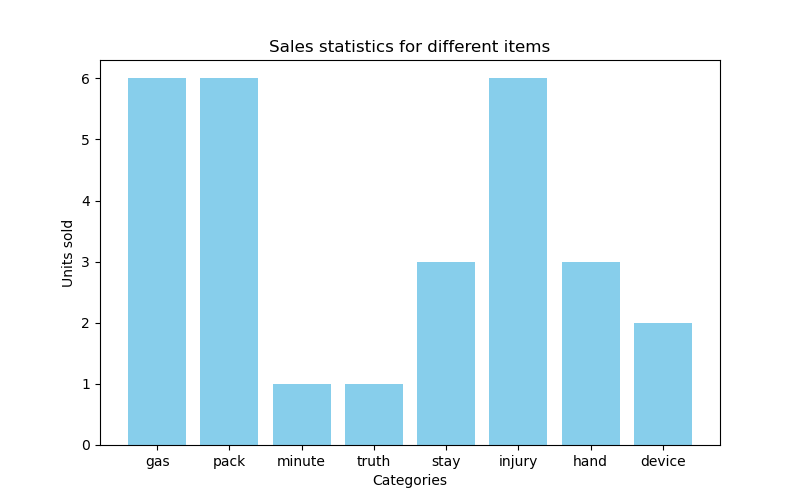 Sales statistics for different items
Units sold
6
5
4
3
2
1
0
gas pack minute truth stay injury hand device
Categories